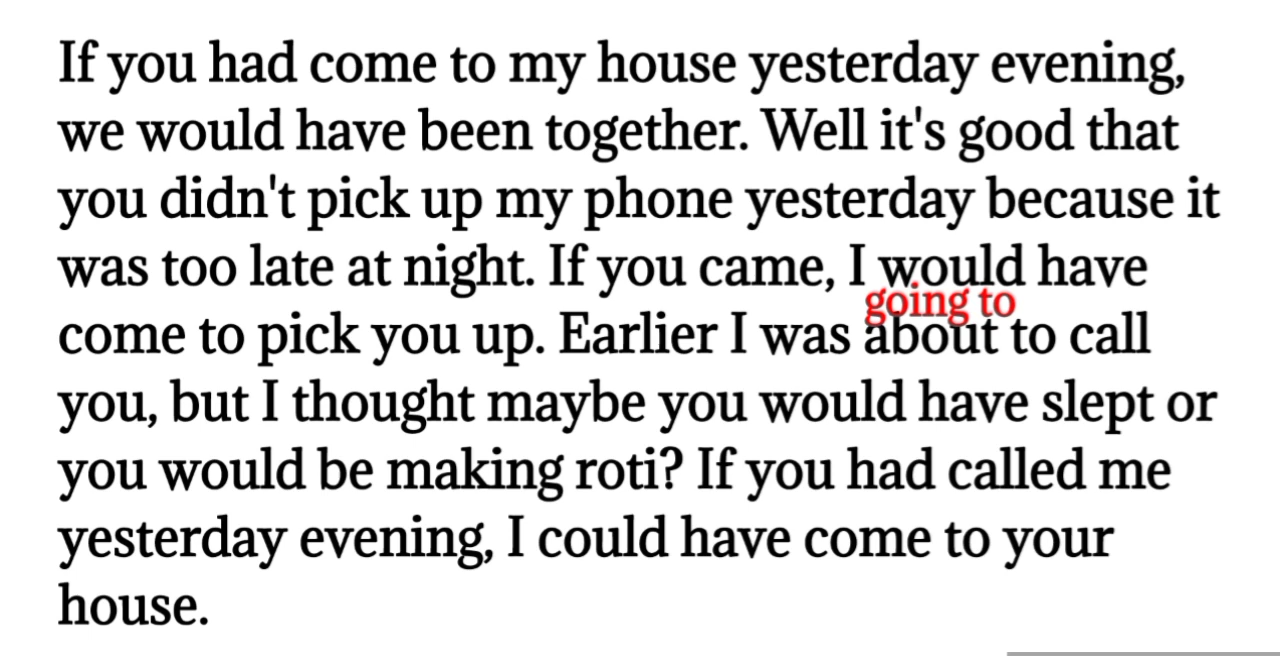 If you had come to my house yesterday evening,
we would have been together. Well it's good that
you didn't pick up my phone yesterday because it
was too late at night. If you came, I would have
going to
come to pick you up. Earlier I was about to call
you, but I thought maybe you would have slept or
you would be making roti? If you had called me
yesterday evening, I could have come to your
house.